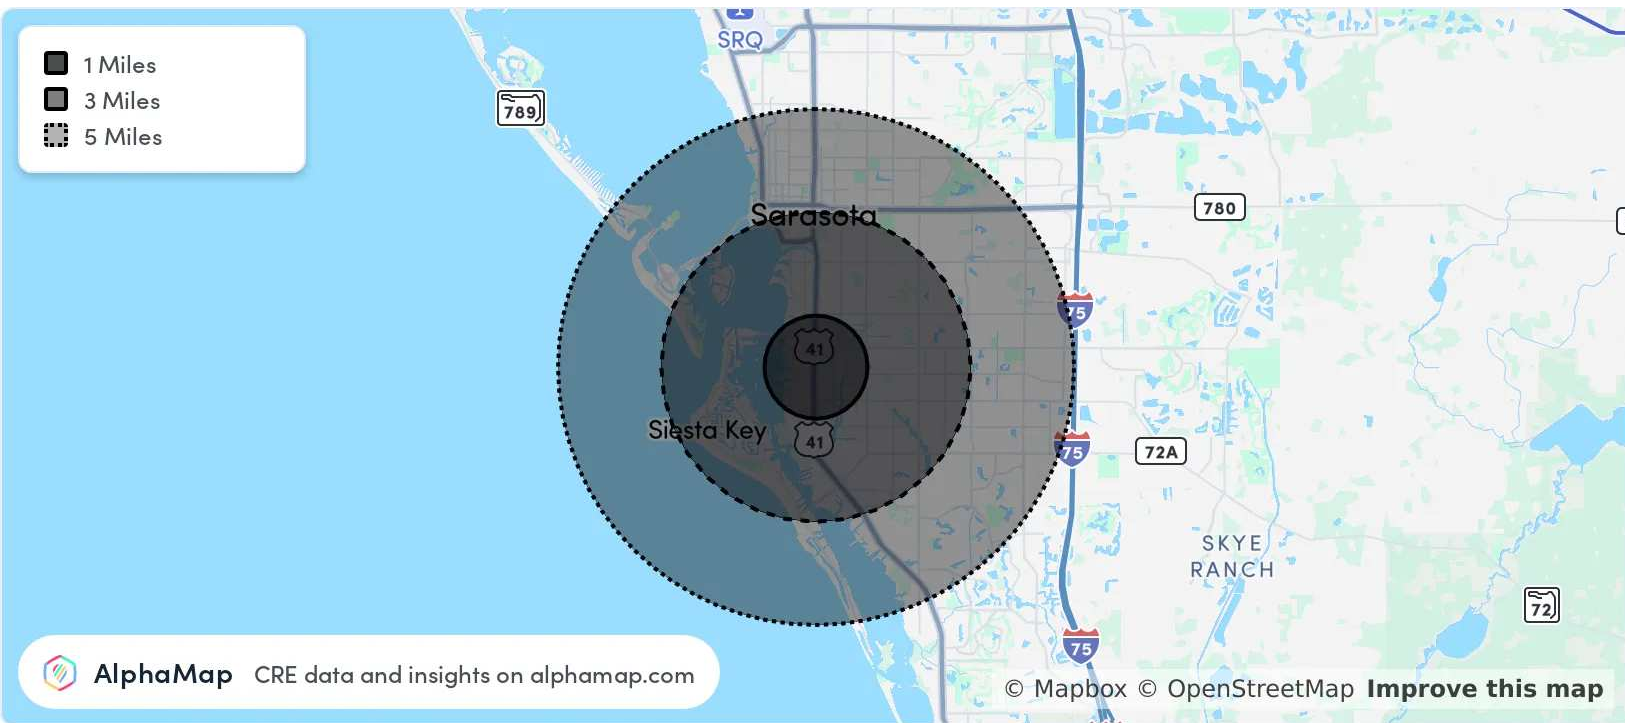 1 Miles
3 Miles
5 Miles
SRQ
789
780
Sarasota
75
41
Siesta Key
41
75
72A
SKYE
RANCH
72
75
AlphaMap CRE data and insights on alphamap.com
© Mapbox © OpenStreetMap Improve this map